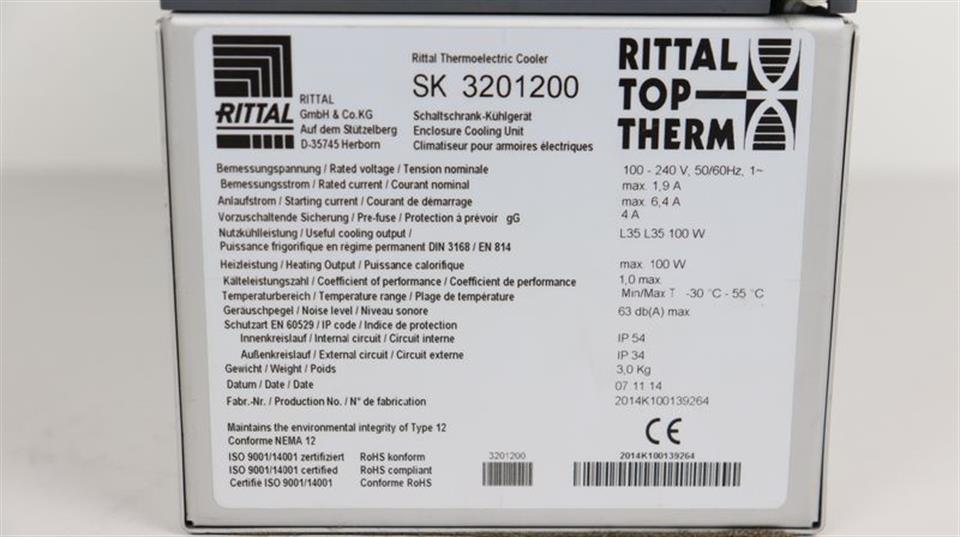 RITTAL
RITTAL
GmbH & Co.KG
Auf dem Stützelberg
D-35745 Herborn
Rittal Thermoelectric Cooler
SK 3201200
Schaltschrank-Kühlgerät
Enclosure Cooling Unit
Climatiseur pour armoires électriques
RITTAL
TOP
THERM
Bemessungspannung / Rated voltage / Tension nominale 100 - 240 V, 50/60Hz, 1~
Bemessungsstrom / Rated current / Courant nominal max. 1,9 A
Anlaufstrom / Starting current / Courant de démarrage max. 6,4 A
Vorzuschaltende Sicherung / Pre-fuse / Protection à prévoir gG 4 A
Nutzkühlleistung / Useful cooling output / L35 L35 100 W
Puissance frigorifique en régime permanent DIN 3168 / EN 814
Heizleistung / Heating Output / Puissance calorifique max. 100 W
Kälteleistungszahl / Coefficient of performance / Coefficient de performance 1,0 max.
Temperaturbereich / Temperature range / Plage de température Min/Max T -30 °C - 55 °C
Geräuschpegel / Noise level / Niveau sonore 63 db(A) max
Schutzart EN 60529 / IP code / Indice de protection
Innenkreislauf / Internal circuit / Circuit interne IP 54
Außenkreislauf / External circuit / Circuit externe IP 34
Gewicht / Weight / Poids 3,0 Kg
Datum / Date / Date 07.11.14
Fabr.-Nr. / Production No. / N° de fabrication 2014K100139264
Maintains the environmental integrity of Type 12
Conforme NEMA 12
CE
ISO 9001/14001 zertifiziert RoHS konform 3201200 2014K100139264
ISO 9001/14001 certified RoHS compliant
Certifié ISO 9001/14001 Conforme RoHS